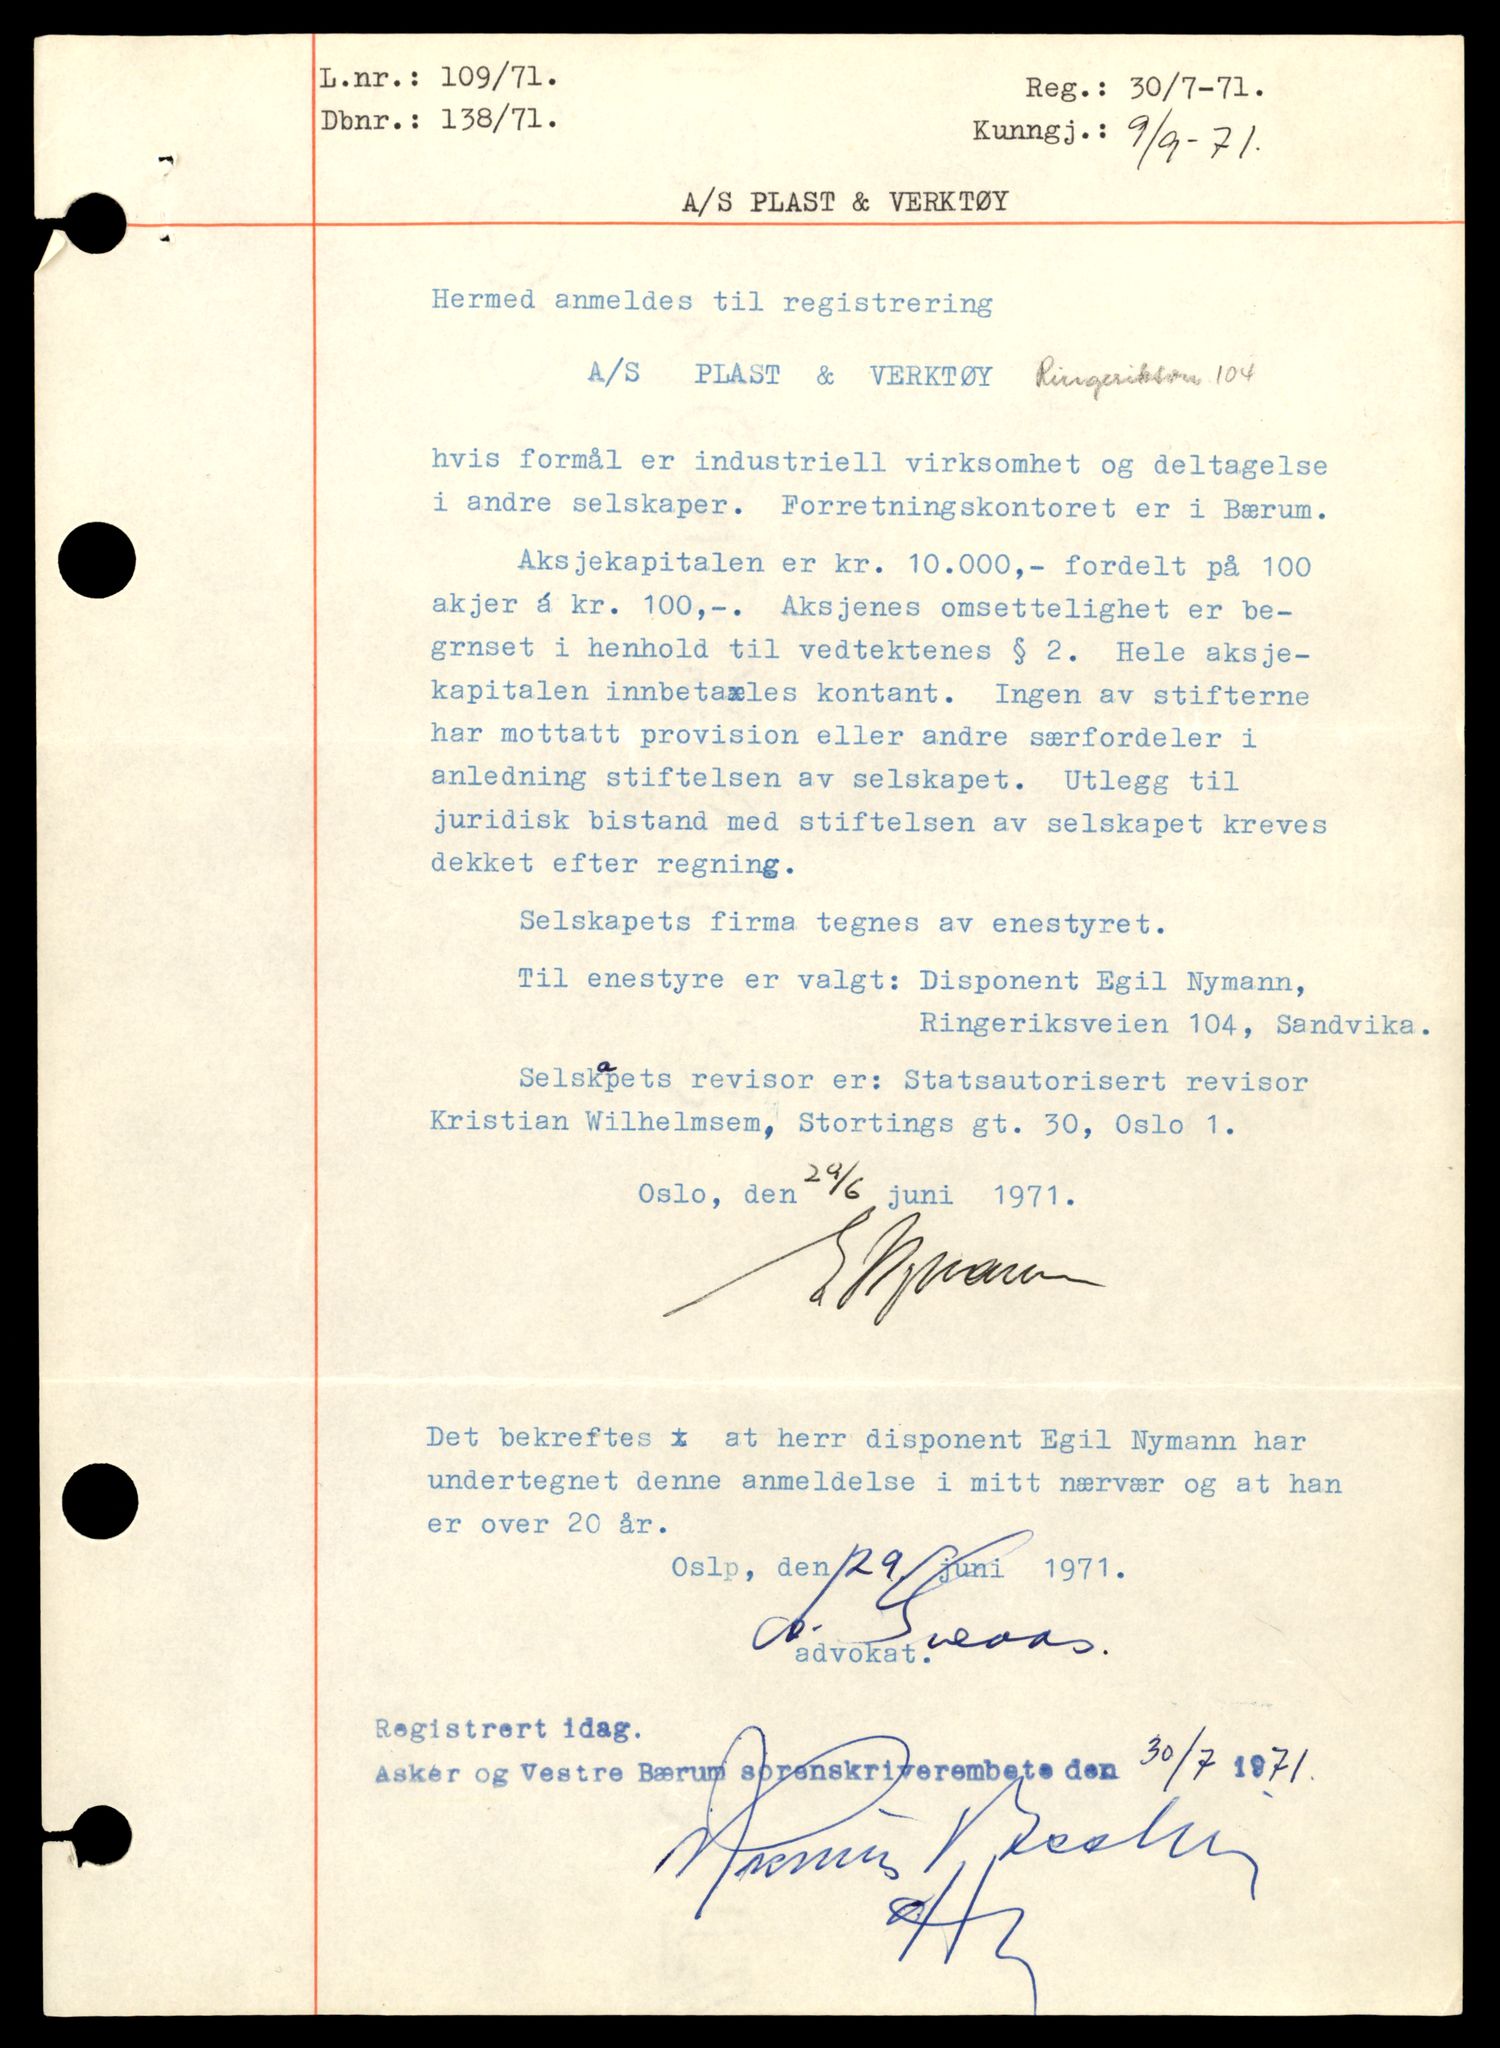 L.nr.: 109/71.
Reg.: 30/7-71.
Dbnr.: 138/71.
Kunngj.: 9/9-71.
A/S PLAST & VERKTØY
Hermed anmeldes til registrering
A/S PLAST & VERKTØY Ringeriksvn 104
hvis formål er industriell virksomhet og deltagelse
i andre selskaper. Forretningskontoret er i Bærum.
Aksjekapitalen er kr. 10.000,- fordelt på 100
akjer á kr. 100,-. Aksjenes omsettelighet er be-
grnset i henhold til vedtektenes § 2. Hele aksje-
kapitalen innbetaxles kontant. Ingen av stifterne
har mottatt provision eller andre særfordeler i
anledning stiftelsen av selskapet. Utlegg til
juridisk bistand med stiftelsen av selskapet kreves
dekket efter regning.
Selskapets firma tegnes av enestyret.
Til enestyre er valgt: Disponent Egil Nymann,
Ringeriksveien 104, Sandvika.
Selskapets revisor er: Statsautorisert revisor
Kristian Wilhelmsem, Stortings gt. 30, Oslo 1.
Oslo, den 29/6 juni 1971.
E Nymann
Det bekreftes x at herr disponent Egil Nymann har
undertegnet denne anmeldelse i mitt nærvær og at han
er over 20 år.
Oslp, den 29. juni 1971.
advokat.
Registrert idag.
Asker og Vestre Bærum sorenskriverembete den 30/7 1971.